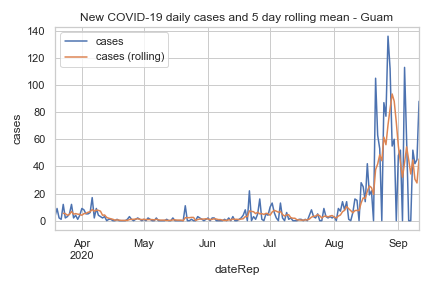 New COVID-19 daily cases and 5 day rolling mean - Guam
cases
cases (rolling)
140
120
100
80
60
40
20
0
cases
Apr
2020
May
Jun
Jul
Aug
Sep
dateRep